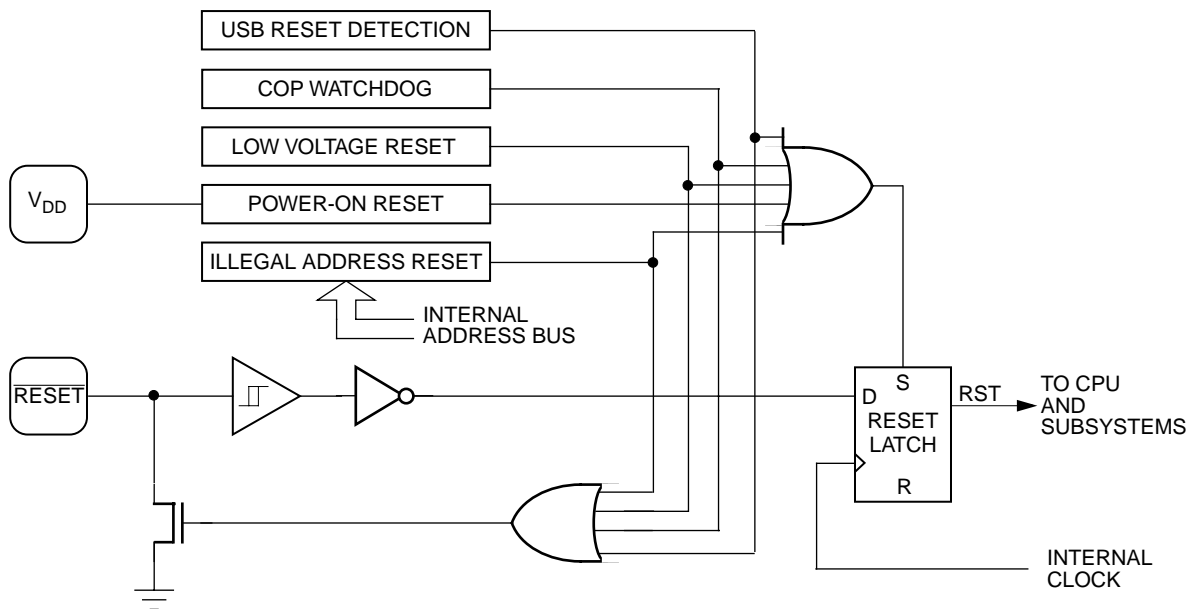 USB RESET DETECTION
COP WATCHDOG
LOW VOLTAGE RESET
VDD
POWER-ON RESET
ILLEGAL ADDRESS RESET
INTERNAL
ADDRESS BUS
RESET
D
S
RESET
LATCH
R
RST
TO CPU
AND
SUBSYSTEMS
INTERNAL
CLOCK